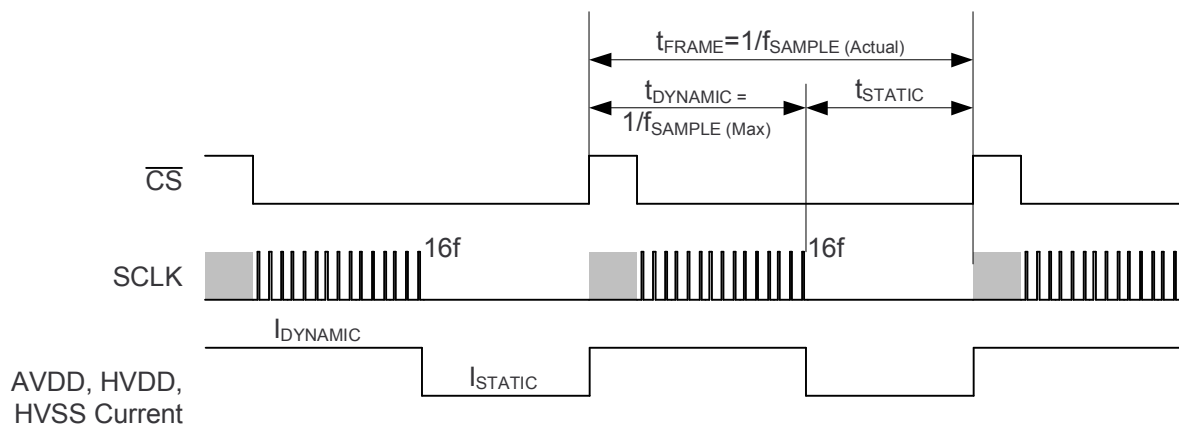 tFRAME=1/fSAMPLE (Actual)
tDYNAMIC =
1/fSAMPLE (Max)
tSTATIC
CS
16f
16f
SCLK
IDYNAMIC
ISTATIC
AVDD, HVDD,
HVSS Current